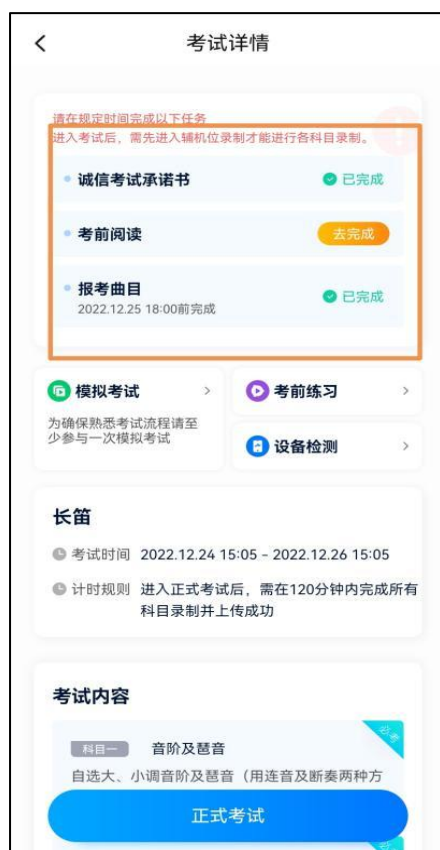 考试详情
请在规定时间完成以下任务
进入考试后，需先进入辅机位录制才能进行各科目录制。
诚信考试承诺书
已完成
考前阅读
去完成
报考曲目
2022.12.25 18:00前完成
已完成
模拟考试
为确保熟悉考试流程请至
少参与一次模拟考试
考前练习
设备检测
长笛
考试时间 2022.12.24 15:05 - 2022.12.26 15:05
计时规则 进入正式考试后，需在120分钟内完成所有
科目录制并上传成功
考试内容
必考
科目一 音阶及琶音
自选大、小调音阶及琶音（用连音及断奏两种方
正式考试